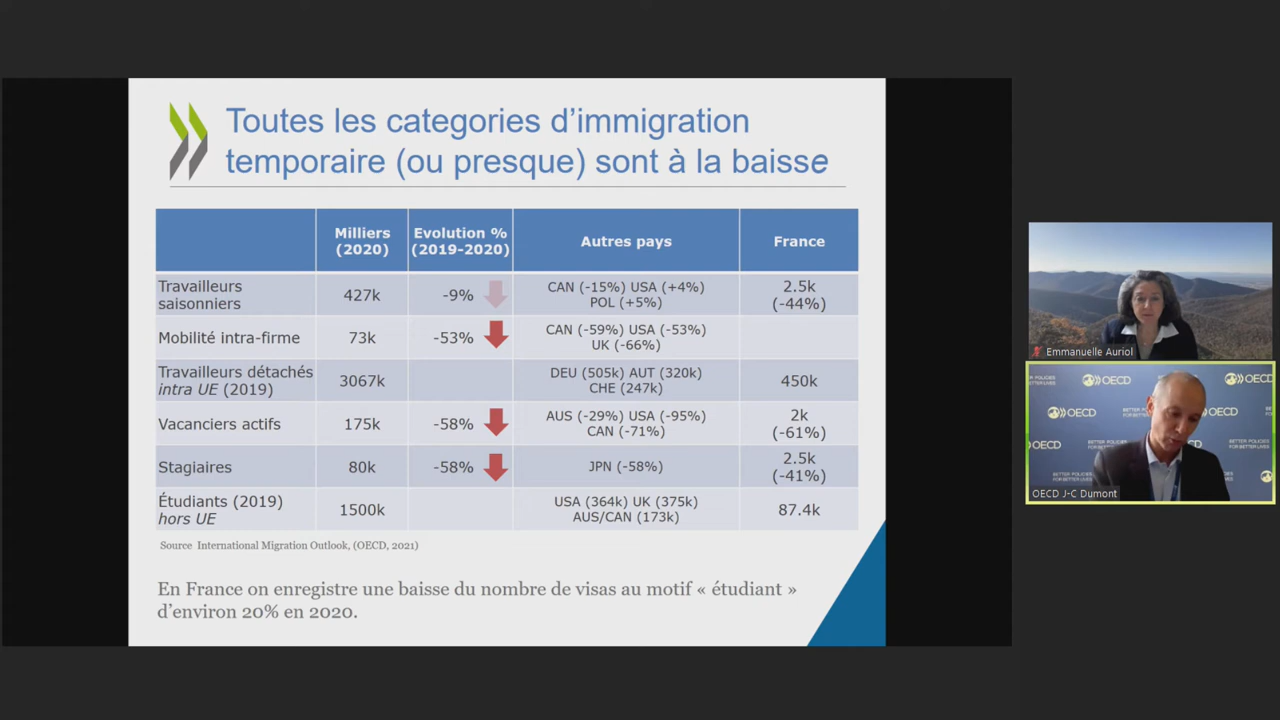 Toutes les categories d'immigration
temporaire (ou presque) sont à la baisse
Milliers
(2020)
Evolution %
(2019-2020)
Autres pays
France
Travailleurs
saisonniers
427k
-9%
CAN (-15%) USA (+4%)
POL (+5%)
2.5k
(-44%)
Mobilité intra-firme
73k
-53%
CAN (-59%) USA (-53%)
UK (-66%)
Travailleurs détachés
intra UE (2019)
3067k
DEU (505k) AUT (320k)
CHE (247k)
450k
Vacanciers actifs
175k
-58%
AUS (-29%) USA (-95%)
CAN (-71%)
2k
(-61%)
Stagiaires
80k
-58%
JPN (-58%)
2.5k
(-41%)
Étudiants (2019)
hors UE
1500k
USA (364k) UK (375k)
AUS/CAN (173k)
87.4k
Source International Migration Outlook, (OECD, 2021)
En France on enregistre une baisse du nombre de visas au motif « étudiant »
d'environ 20% en 2020.
Emmanuelle Auriol
OECD
OECD
OECD
BETTER POLICIES
FOR BETTER LIVES
OECD J-C Dumont